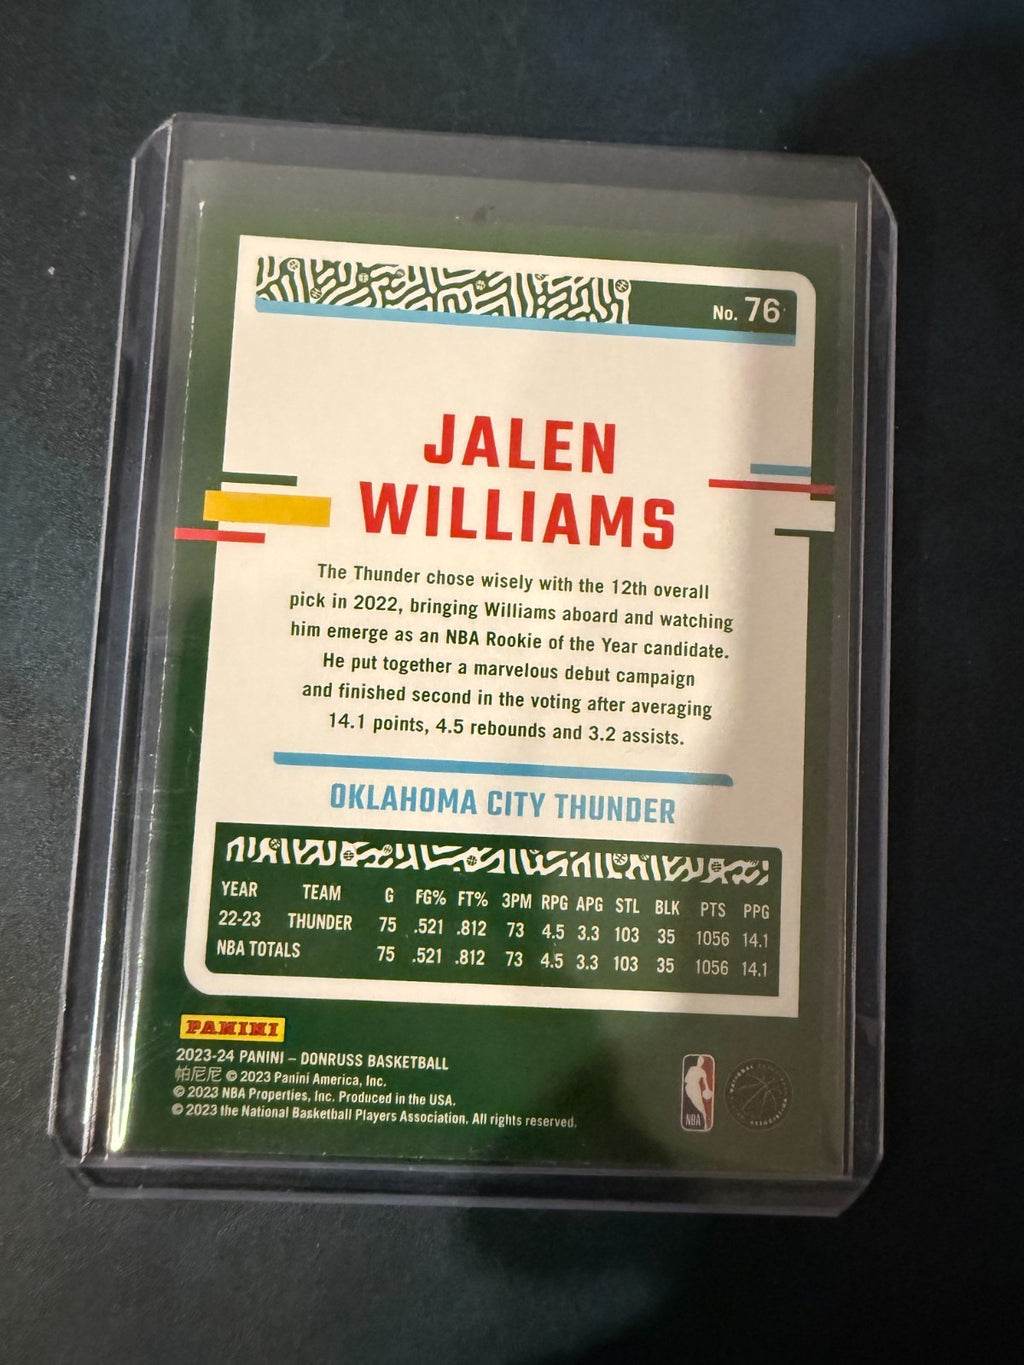 No. 76
JALEN
WILLIAMS
The Thunder chose wisely with the 12th overall
pick in 2022, bringing Williams aboard and watching
him emerge as an NBA Rookie of the Year candidate.
He put together a marvelous debut campaign
and finished second in the voting after averaging
14.1 points, 4.5 rebounds and 3.2 assists.
OKLAHOMA CITY THUNDER
YEAR TEAM G FG% FT% 3PM RPG APG STL BLK PTS PPG
22-23 THUNDER 75 .521 .812 73 4.5 3.3 103 35 1056 14.1
NBA TOTALS 75 .521 .812 73 4.5 3.3 103 35 1056 14.1
PANINI
2023-24 PANINI – DONRUSS BASKETBALL
帕尼尼 © 2023 Panini America, Inc.
© 2023 NBA Properties, Inc. Produced in the USA.
© 2023 the National Basketball Players Association. All rights reserved.
NBA